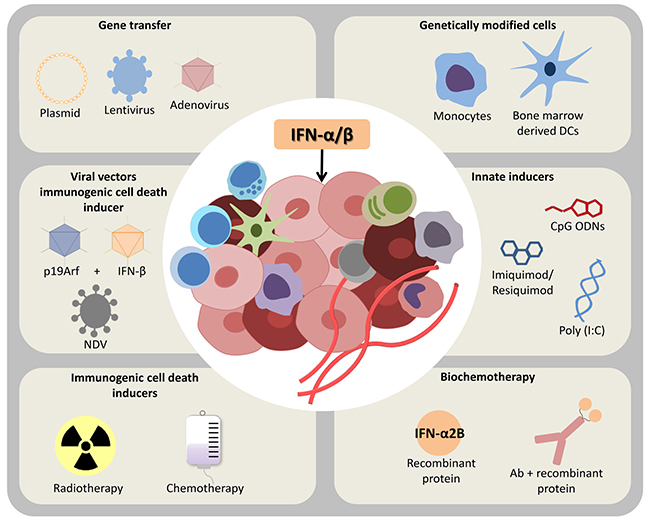 Gene transfer
Plasmid
Lentivirus
Adenovirus
Genetically modified cells
Monocytes
Bone marrow
derived DCs
IFN-α/β
Viral vectors
immunogenic cell death
inducer
p19Arf + IFN-β
NDV
Innate inducers
CpG ODNs
Imiquimod/
Resiquimod
Poly (I:C)
Immunogenic cell death
inducers
Radiotherapy
Chemotherapy
Biochemotherapy
IFN-α2B
Recombinant
protein
Ab + recombinant
protein